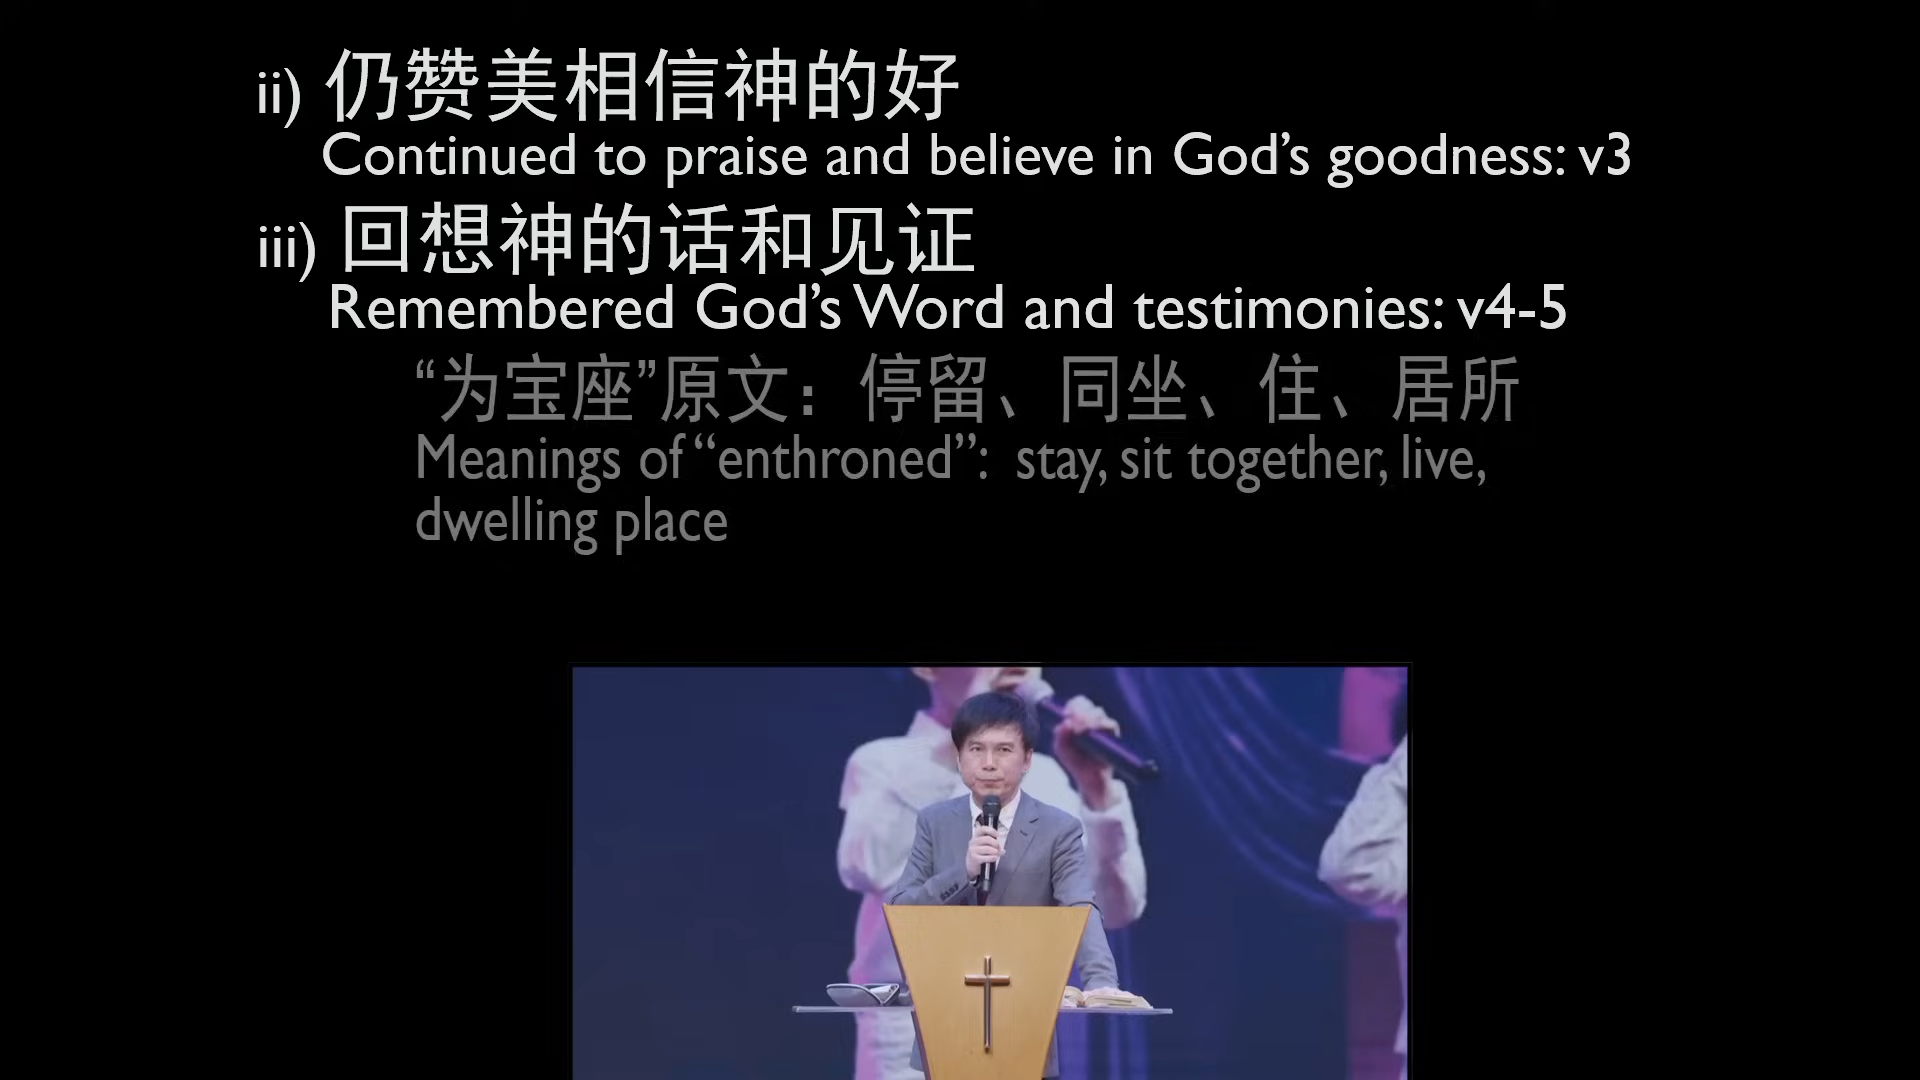 ii) 仍赞美相信神的好
Continued to praise and believe in God’s goodness: v3
iii) 回想神的话和见证
Remembered God’s Word and testimonies: v4-5
“为宝座”原文：停留、同坐、住、居所
Meanings of “enthroned”: stay, sit together, live,
dwelling place